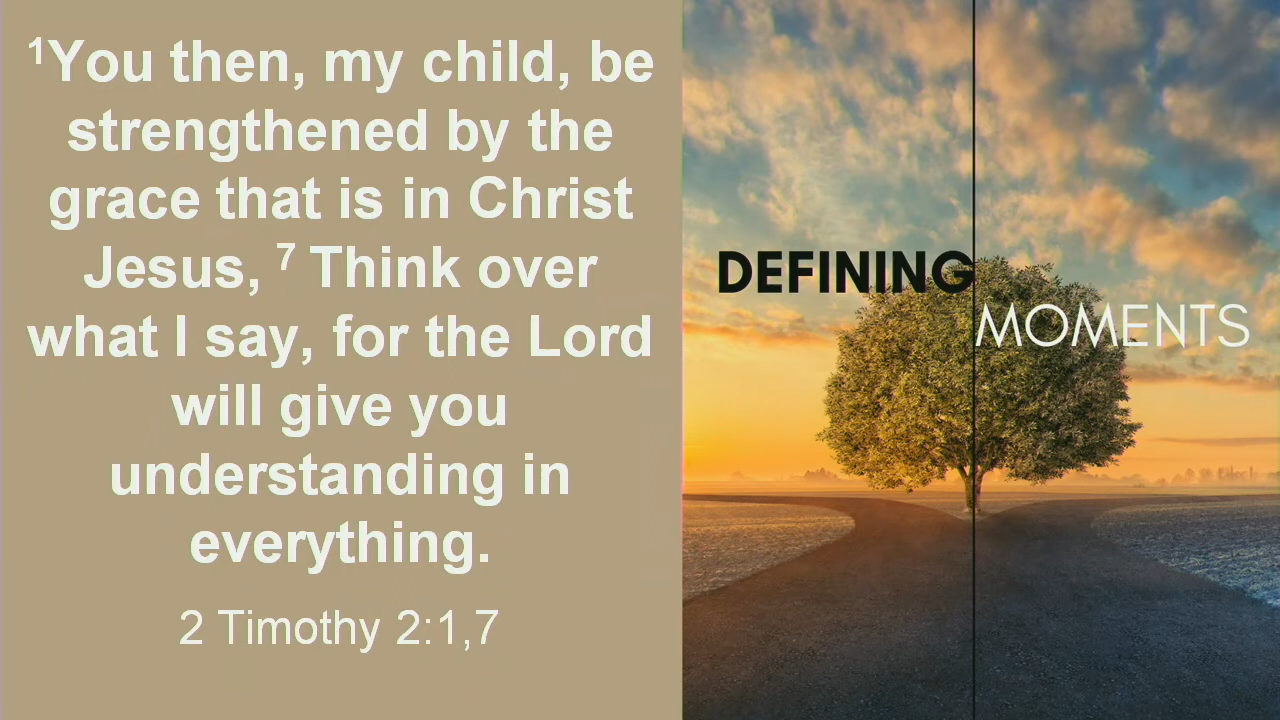 ¹You then, my child, be
strengthened by the
grace that is in Christ
Jesus, ⁷ Think over
what I say, for the Lord
will give you
understanding in
everything.
2 Timothy 2:1,7
DEFINING
MOMENTS